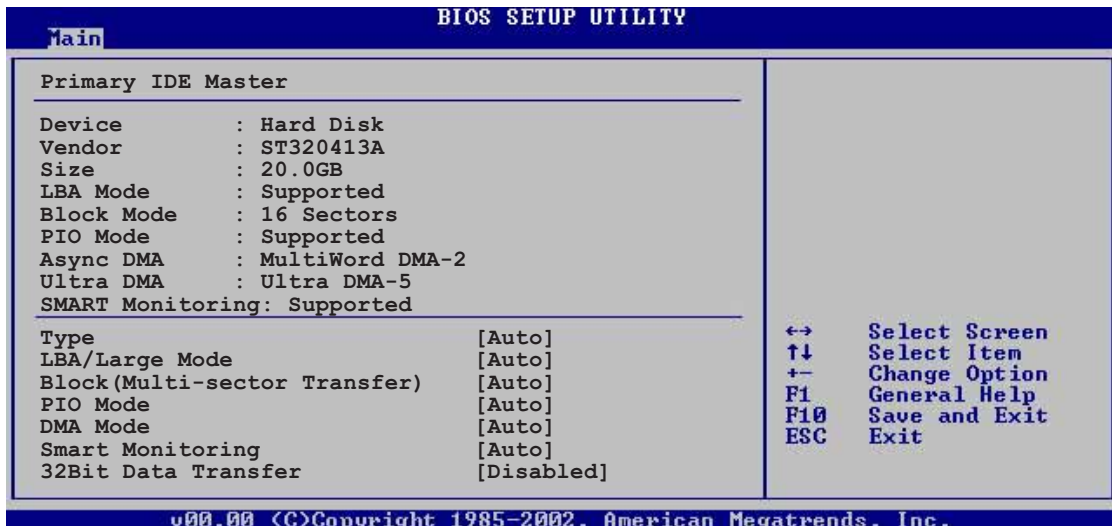 BIOS SETUP UTILITY
Main
Primary IDE Master
Device : Hard Disk
Vendor : ST320413A
Size : 20.0GB
LBA Mode : Supported
Block Mode : 16 Sectors
PIO Mode : Supported
Async DMA : MultiWord DMA-2
Ultra DMA : Ultra DMA-5
SMART Monitoring: Supported
Type [Auto]
LBA/Large Mode [Auto]
Block(Multi-sector Transfer) [Auto]
PIO Mode [Auto]
DMA Mode [Auto]
Smart Monitoring [Auto]
32Bit Data Transfer [Disabled]
←→ Select Screen
↑↓ Select Item
+- Change Option
F1 General Help
F10 Save and Exit
ESC Exit
v00.00 (C)Copyright 1985-2002, American Megatrends, Inc.